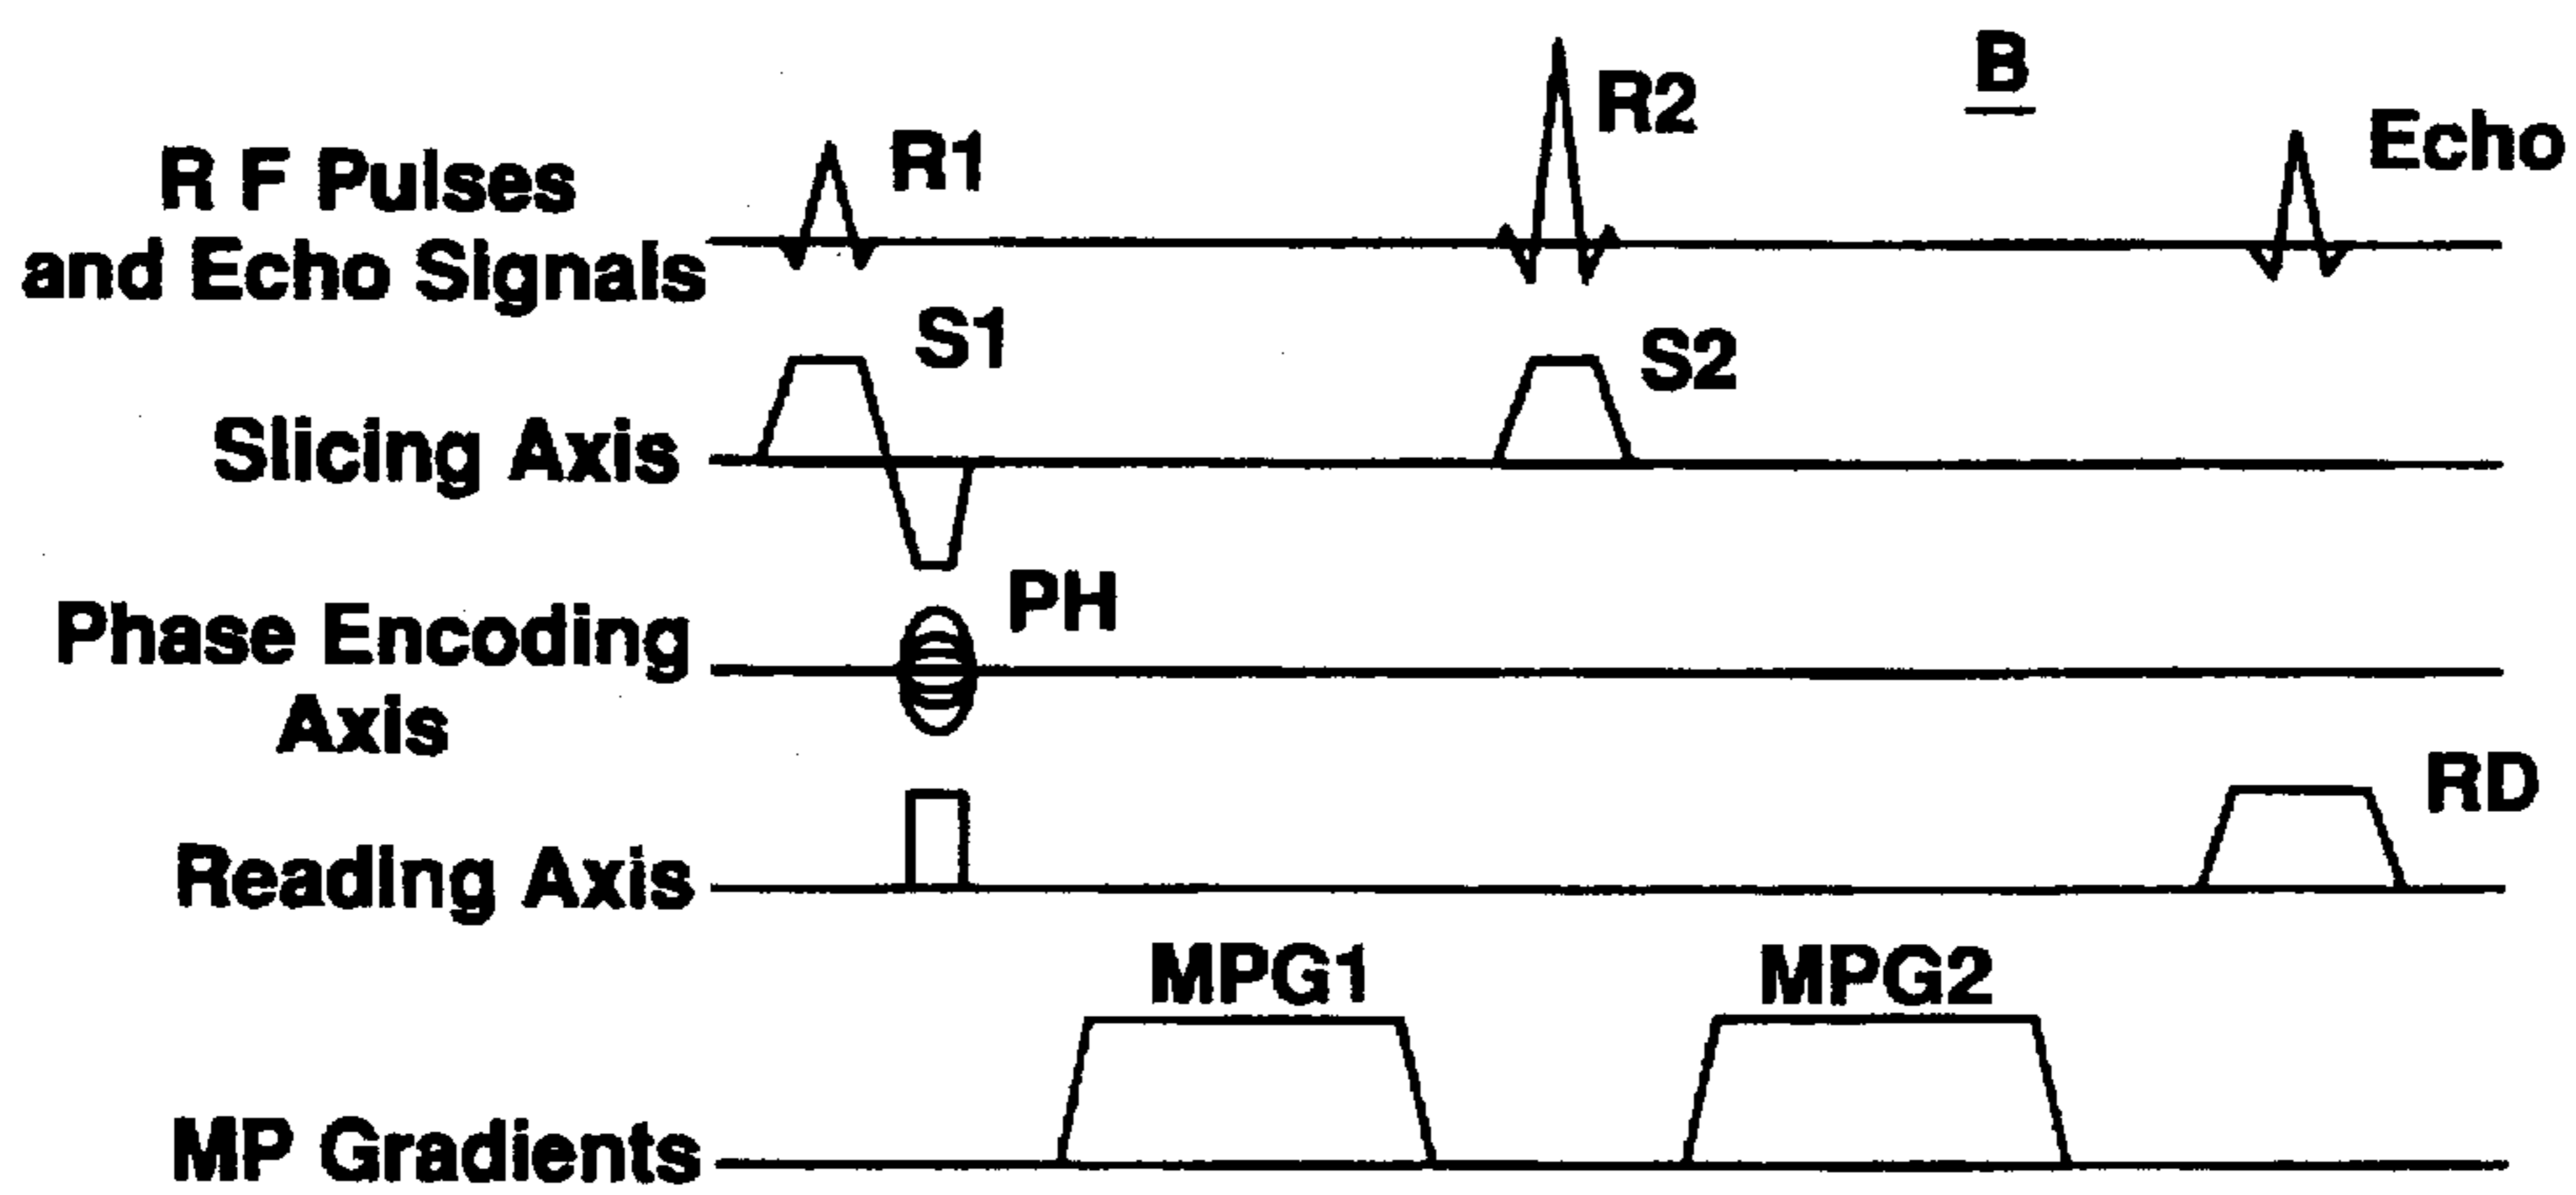 B
R2
Echo
R1
R F Pulses
and Echo Signals
S1
S2
Slicing Axis
PH
Phase Encoding
Axis
RD
Reading Axis
MPG1
MPG2
MP Gradients